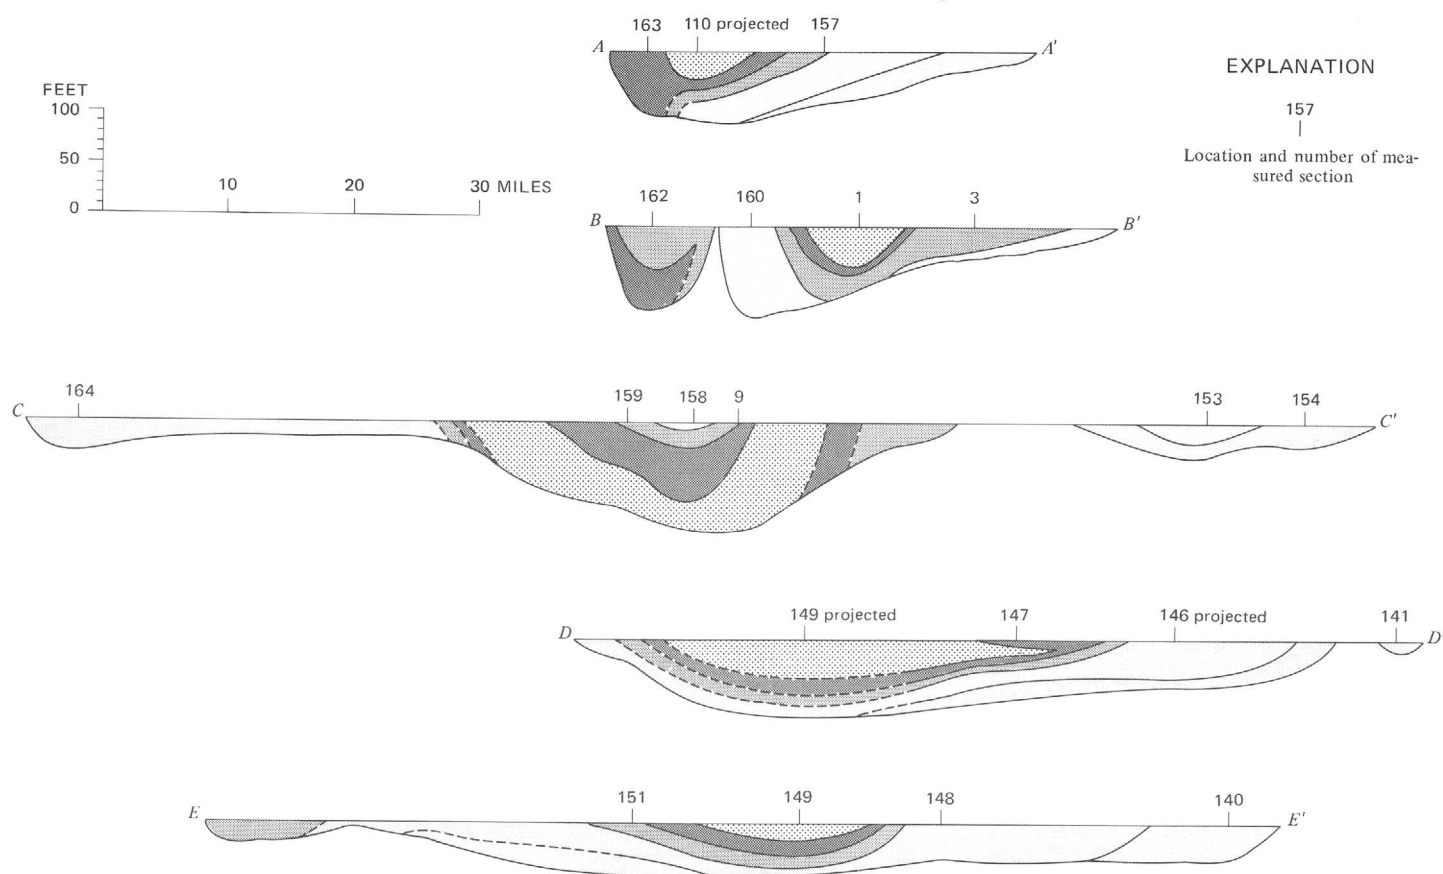 163 110 projected 157
A A'
EXPLANATION
157
Location and number of mea-
sured section
FEET
100
50
0
10 20 30 MILES
162 160 1 3
B B'
164 159 158 9 153 154
C C'
149 projected 147 146 projected 141
D D'
151 149 148 140
E E'